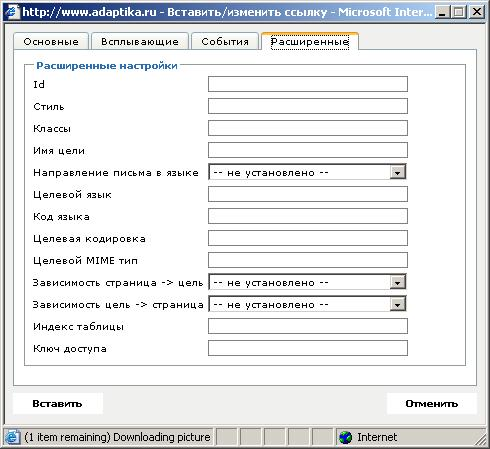 http://www.adaptika.ru - Вставить/изменить ссылку - Microsoft Inter...
Основные Всплывающие События Расширенные
Расширенные настройки
Id
Стиль
Классы
Имя цели
Направление письма в языке -- не установлено --
Целевой язык
Код языка
Целевая кодировка
Целевой MIME тип
Зависимость страница -> цель -- не установлено --
Зависимость цель -> страница -- не установлено --
Индекс таблицы
Ключ доступа
Вставить Отменить
(1 item remaining) Downloading picture Internet